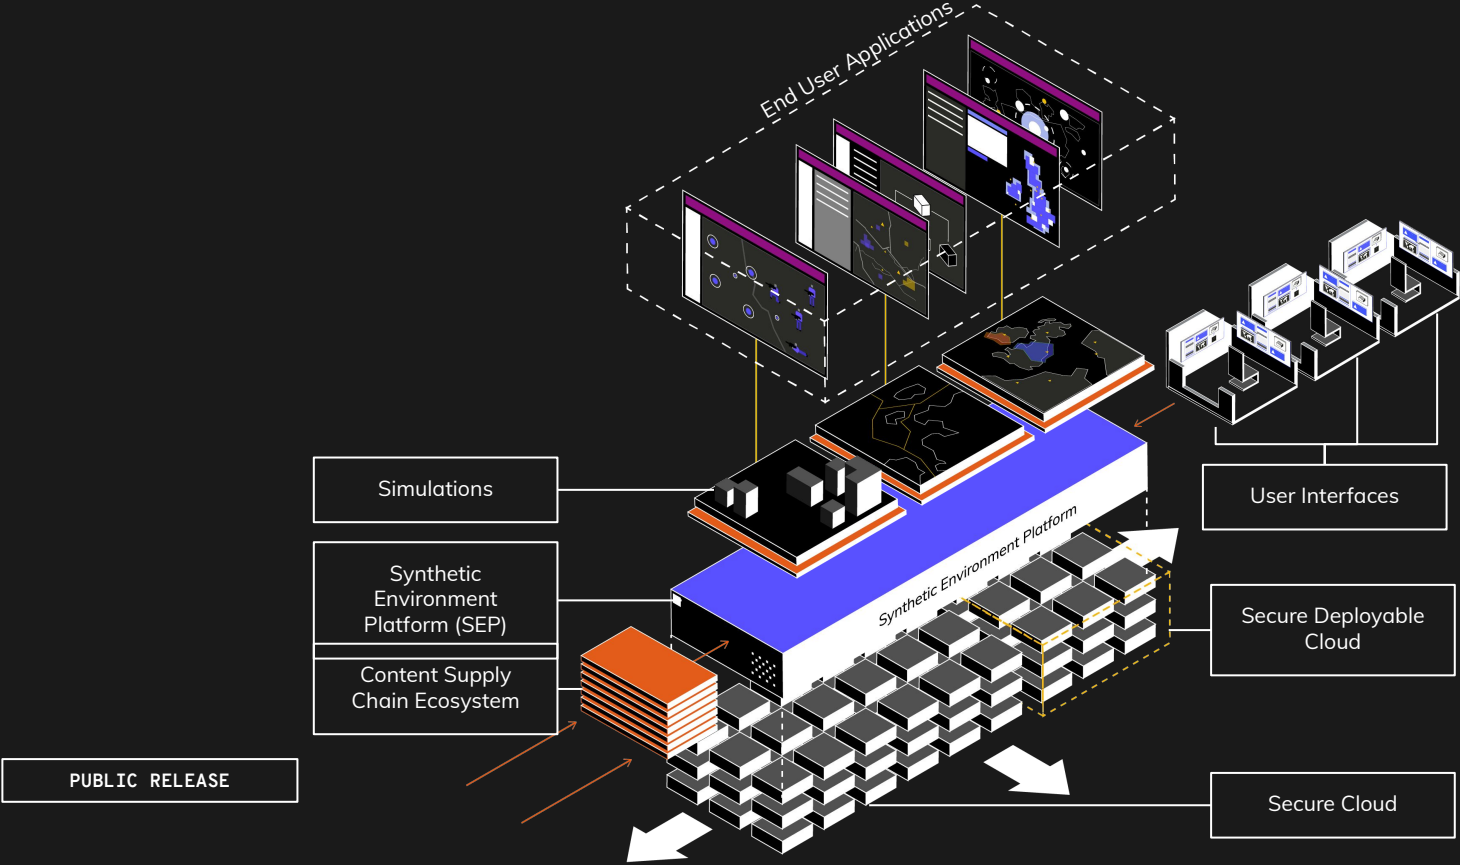 End User Applications
Simulations
User Interfaces
Synthetic Environment Platform
Synthetic
Environment
Platform (SEP)
Secure Deployable
Cloud
Content Supply
Chain Ecosystem
PUBLIC RELEASE
Secure Cloud